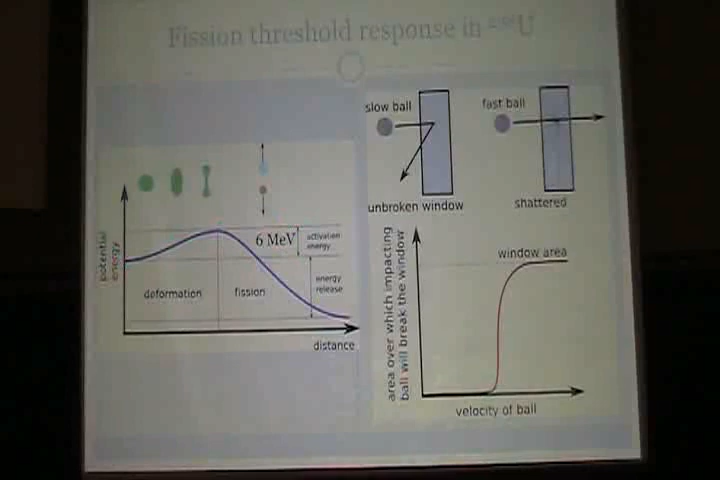 Fission threshold response in ²³⁸U
slow ball
fast ball
unbroken window
shattered
potential
energy
6 MeV
activation
energy
energy
release
deformation
fission
distance
area over which impacting
ball will break the window
window area
velocity of ball